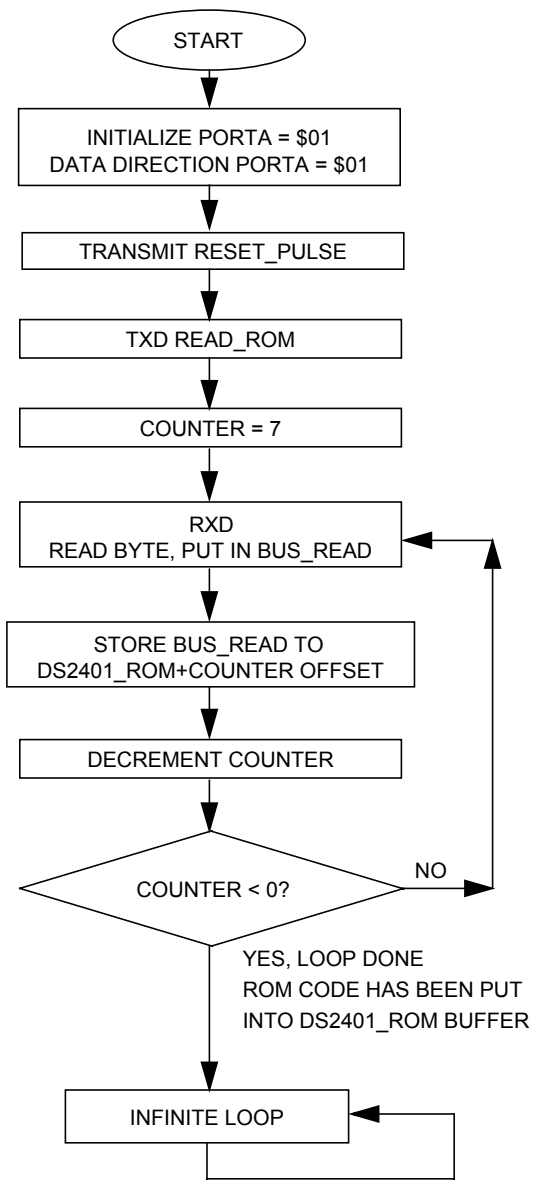 START
INITIALIZE PORTA = $01
DATA DIRECTION PORTA = $01
TRANSMIT RESET_PULSE
TXD READ_ROM
COUNTER = 7
RXD
READ BYTE, PUT IN BUS_READ
STORE BUS_READ TO
DS2401_ROM+COUNTER OFFSET
DECREMENT COUNTER
COUNTER < 0?
NO
YES, LOOP DONE
ROM CODE HAS BEEN PUT
INTO DS2401_ROM BUFFER
INFINITE LOOP